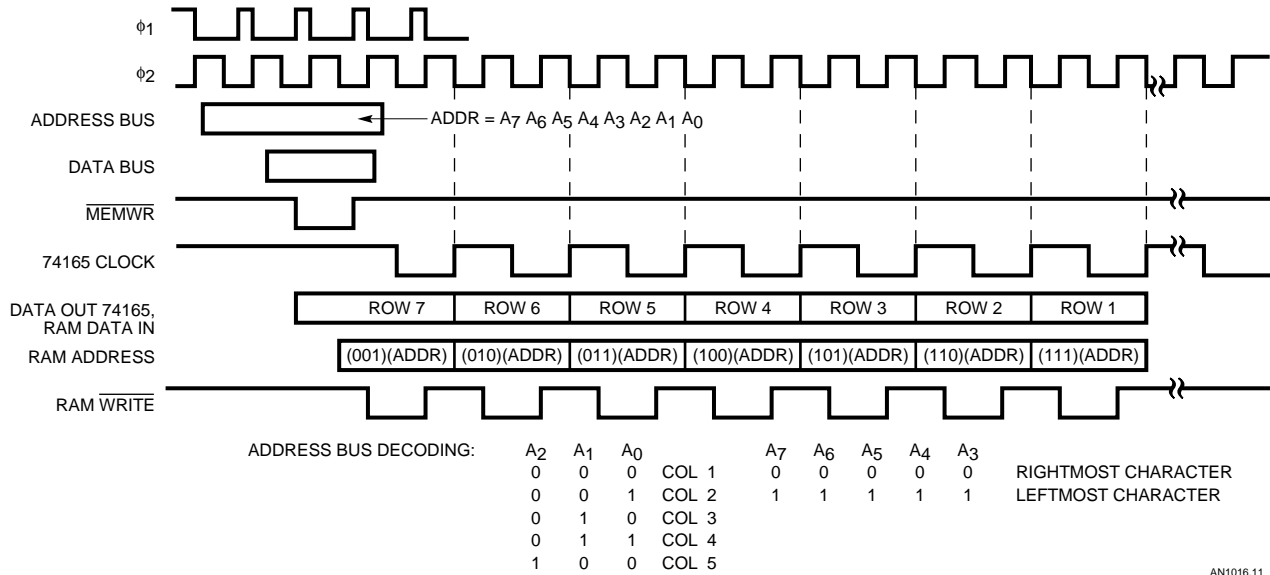 ϕ1
ϕ2
ADDRESS BUS
ADDR = A7 A6 A5 A4 A3 A2 A1 A0
DATA BUS
MEMWR
74165 CLOCK
DATA OUT 74165,
RAM DATA IN
ROW 7 ROW 6 ROW 5 ROW 4 ROW 3 ROW 2 ROW 1
RAM ADDRESS
(001)(ADDR) (010)(ADDR) (011)(ADDR) (100)(ADDR) (101)(ADDR) (110)(ADDR) (111)(ADDR)
RAM WRITE
ADDRESS BUS DECODING: A2 A1 A0 A7 A6 A5 A4 A3
0 0 0 COL 1 0 0 0 0 0 RIGHTMOST CHARACTER
0 0 1 COL 2 1 1 1 1 1 LEFTMOST CHARACTER
0 1 0 COL 3
0 1 1 COL 4
1 0 0 COL 5
AN1016.11